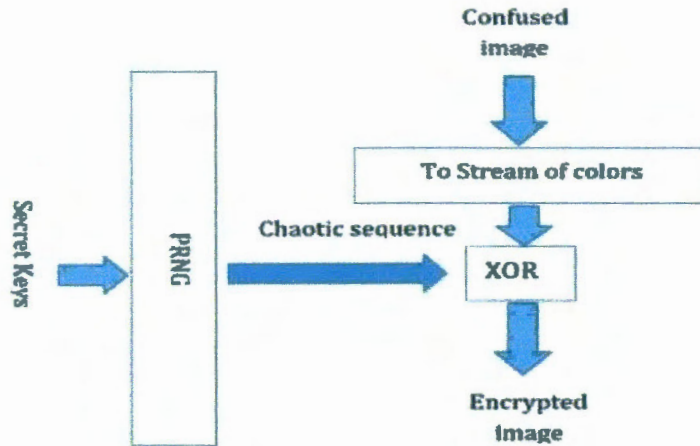 Confused
image
To Stream of colors
Secret Keys
PRNG
Chaotic sequence
XOR
Encrypted
image